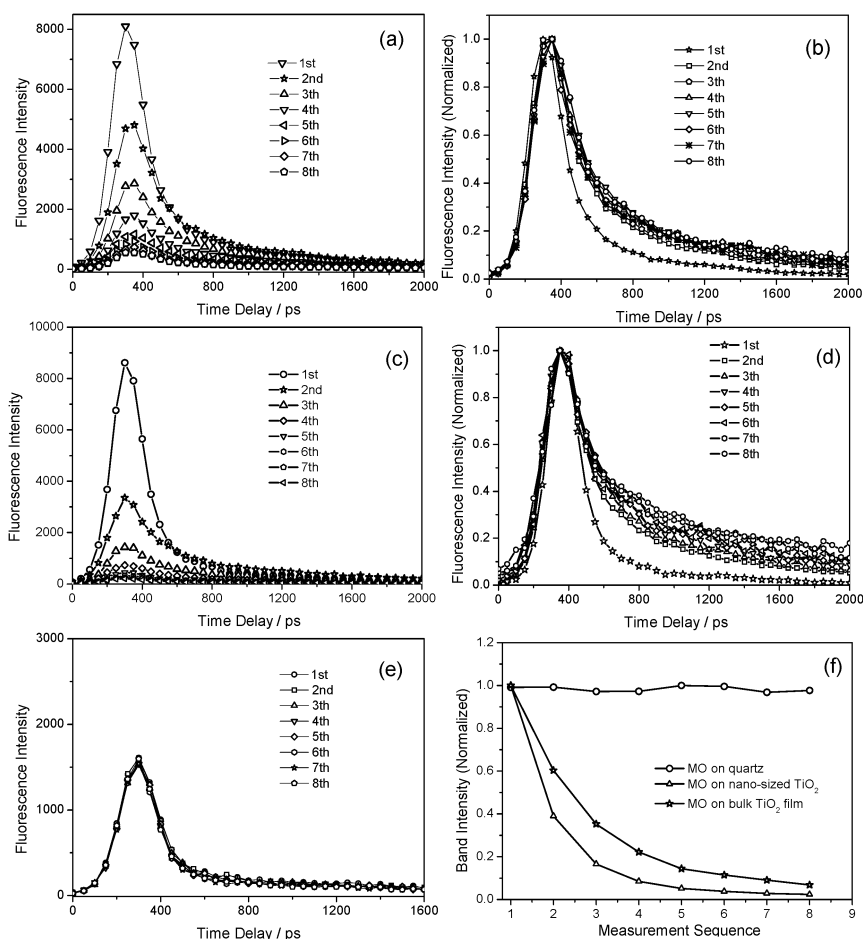 (a)
8000
6000
4000
2000
0
0 400 800 1200 1600 2000
Fluorescence Intensity
Time Delay / ps
1st
2nd
3th
4th
5th
6th
7th
8th
(b)
1.0
0.8
0.6
0.4
0.2
0.0
0 400 800 1200 1600 2000
Fluorescence Intensity (Normalized)
Time Delay / ps
1st
2nd
3th
4th
5th
6th
7th
8th
(c)
10000
8000
6000
4000
2000
0
0 400 800 1200 1600 2000
Fluorescence Intensity
Time Delay / ps
1st
2nd
3th
4th
5th
6th
7th
8th
(d)
1.0
0.8
0.6
0.4
0.2
0.0
0 400 800 1200 1600 2000
Fluorescence Intensity (Normalized)
Time Delay / ps
1st
2nd
3th
4th
5th
6th
7th
8th
(e)
3000
2000
1000
0
0 400 800 1200 1600
Fluorescence Intensity
Time Delay / ps
1st
2nd
3th
4th
5th
6th
7th
8th
(f)
1.2
1.0
0.8
0.6
0.4
0.2
0.0
1 2 3 4 5 6 7 8 9
Band Intensity (Normalized)
Measurement Sequence
MO on quartz
MO on nano-sized TiO₂
MO on bulk TiO₂ film